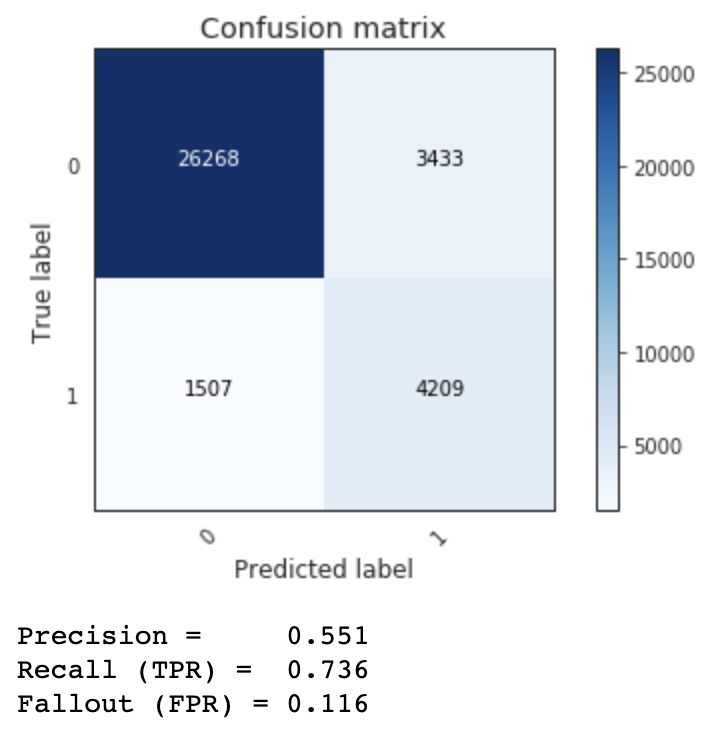 Confusion matrix
25000
0
26268
3433
20000
15000
True label
10000
1
1507
4209
5000
0
1
Predicted label
Precision = 0.551
Recall (TPR) = 0.736
Fallout (FPR) = 0.116